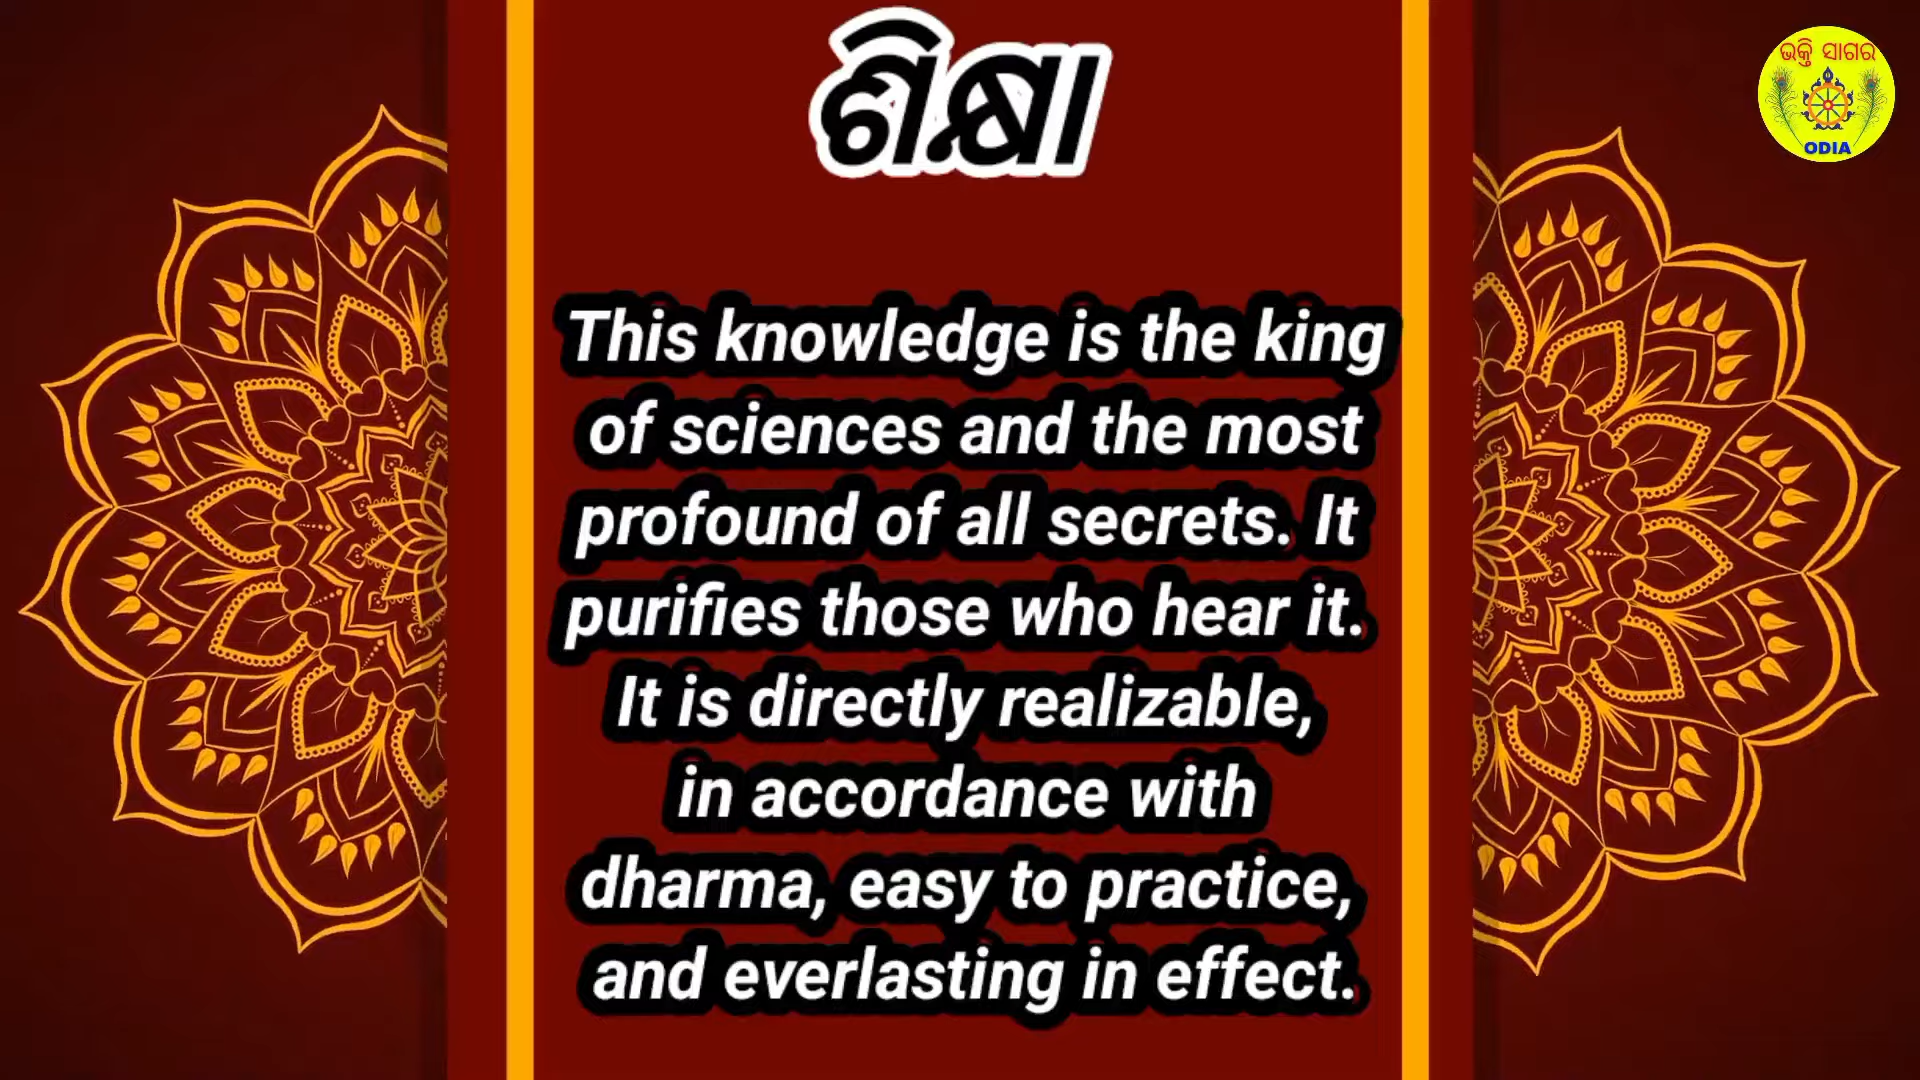 ଶିକ୍ଷା
ଭକ୍ତି ସାଗର
ODIA
This knowledge is the king
of sciences and the most
profound of all secrets. It
purifies those who hear it.
It is directly realizable,
in accordance with
dharma, easy to practice,
and everlasting in effect.